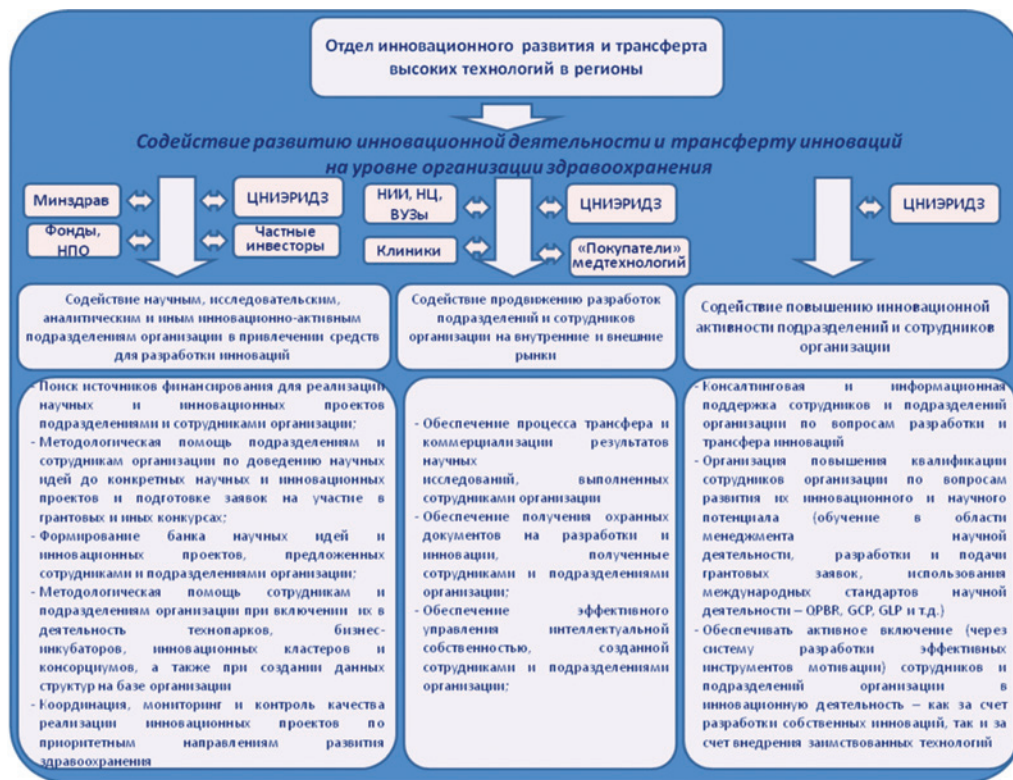 Отдел инновационного развития и трансферта
высоких технологий в регионы
Содействие развитию инновационной деятельности и трансферту инноваций
на уровне организации здравоохранения
Минздрав
ЦНИЭРИДЗ
Фонды,
НПО
Частные
инвесторы
НИИ, НЦ,
ВУЗы
ЦНИЭРИДЗ
Клиники
«Покупатели»
медтехнологий
ЦНИЭРИДЗ
Содействие научным, исследовательским,
аналитическим и иным инновационно-активным
подразделениям организации в привлечении средств
для разработки инноваций
- Поиск источников финансирования для реализации
научных и инновационных проектов
подразделениями и сотрудниками организации;
- Методологическая помощь подразделениям и
сотрудникам организации по доведению научных
идей до конкретных научных и инновационных
проектов и подготовке заявок на участие в
грантовых и иных конкурсах;
- Формирование банка научных идей и
инновационных проектов, предложенных
сотрудниками и подразделениями организации;
- Методологическая помощь сотрудникам и
подразделениям организации при включении их в
деятельность технопарков, бизнес-
инкубаторов, инновационных кластеров и
консорциумов, а также при создании данных
структур на базе организации
- Координация, мониторинг и контроль качества
реализации инновационных проектов по
приоритетным направлениям развития
здравоохранения
Содействие продвижению разработок
подразделений и сотрудников
организации на внутренние и внешние
рынки
- Обеспечение процесса трансфера и
коммерциализации результатов
научных
исследований, выполненных
сотрудниками организации
- Обеспечение получения охранных
документов на разработки и
инновации, полученные
сотрудниками и подразделениями
организации;
- Обеспечение эффективного
управления интеллектуальной
собственностью, созданной
сотрудниками и подразделениями
организации;
Содействие повышению инновационной
активности подразделений и сотрудников
организации
- Консалтинговая и информационная
поддержка сотрудников и подразделений
организации по вопросам разработки и
трансфера инноваций
- Организация повышения квалификации
сотрудников организации по вопросам
развития их инновационного и научного
потенциала (обучение в области
менеджмента научной
деятельности, разработки и подачи
грантовых заявок, использования
международных стандартов научной
деятельности – QPBR, GCP, GLP и т.д.)
- Обеспечивать активное включение (через
систему разработки эффективных
инструментов мотивации) сотрудников и
подразделений организации в
инновационную деятельность – как за счет
разработки собственных инноваций, так и за
счет внедрения заимствованных технологий